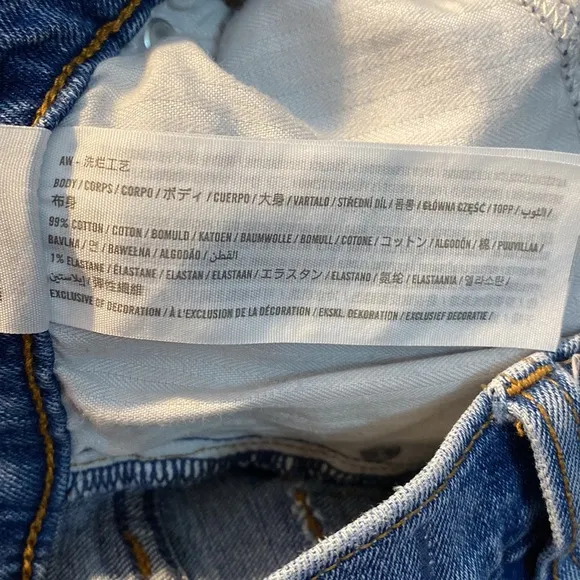 AW - 洗烂工艺
BODY / CORPS / CORPO / ボディ / CUERPO / 大身 / VARTALO / STŘEDNÍ DÍL / 몸통 / GŁÓWNA CZĘŚĆ / TOPP / الثوب /
布身
99% COTTON / COTON / BOMULD / KATOEN / BAUMWOLLE / BOMULL / COTONE / コットン / ALGODÓN / 棉 / PUUVILLAA /
BAVLNA / 면 / BAWEŁNA / ALGODÃO / القطن
1% ELASTANE / ÉLASTANE / ELASTAN / ELASTAAN / エラスタン / ELASTANO / 氨纶 / ELASTAANIA / 엘라스탄 /
إيلاستين / 彈性纖維
EXCLUSIVE OF DECORATION / À L'EXCLUSION DE LA DÉCORATION / EKSKL. DEKORATION / EXCLUSIEF DECORATIE /